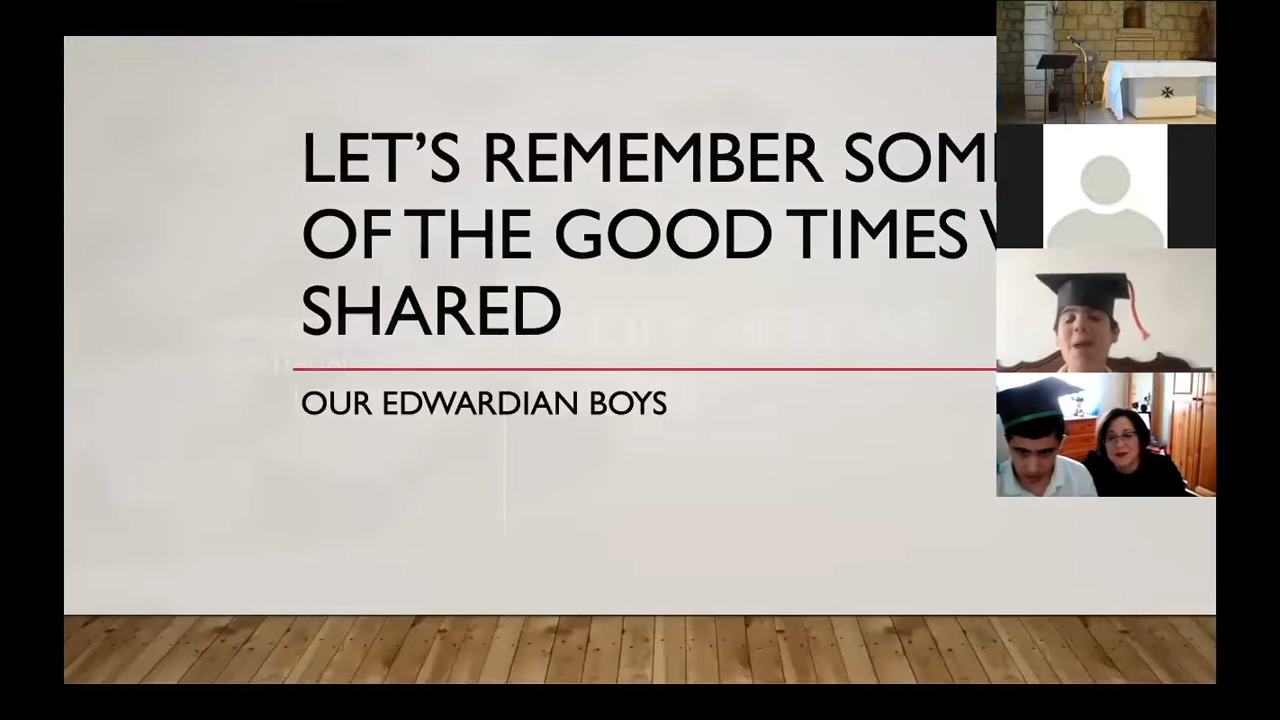 LET'S REMEMBER SOM
OF THE GOOD TIMES
SHARED
OUR EDWARDIAN BOYS